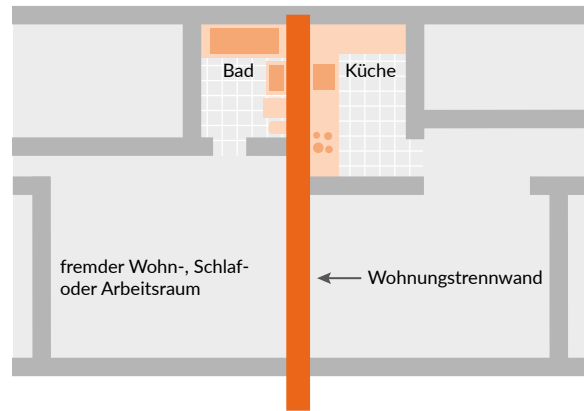 Bad
Küche
fremder Wohn-, Schlaf-
oder Arbeitsraum
Wohnungstrennwand